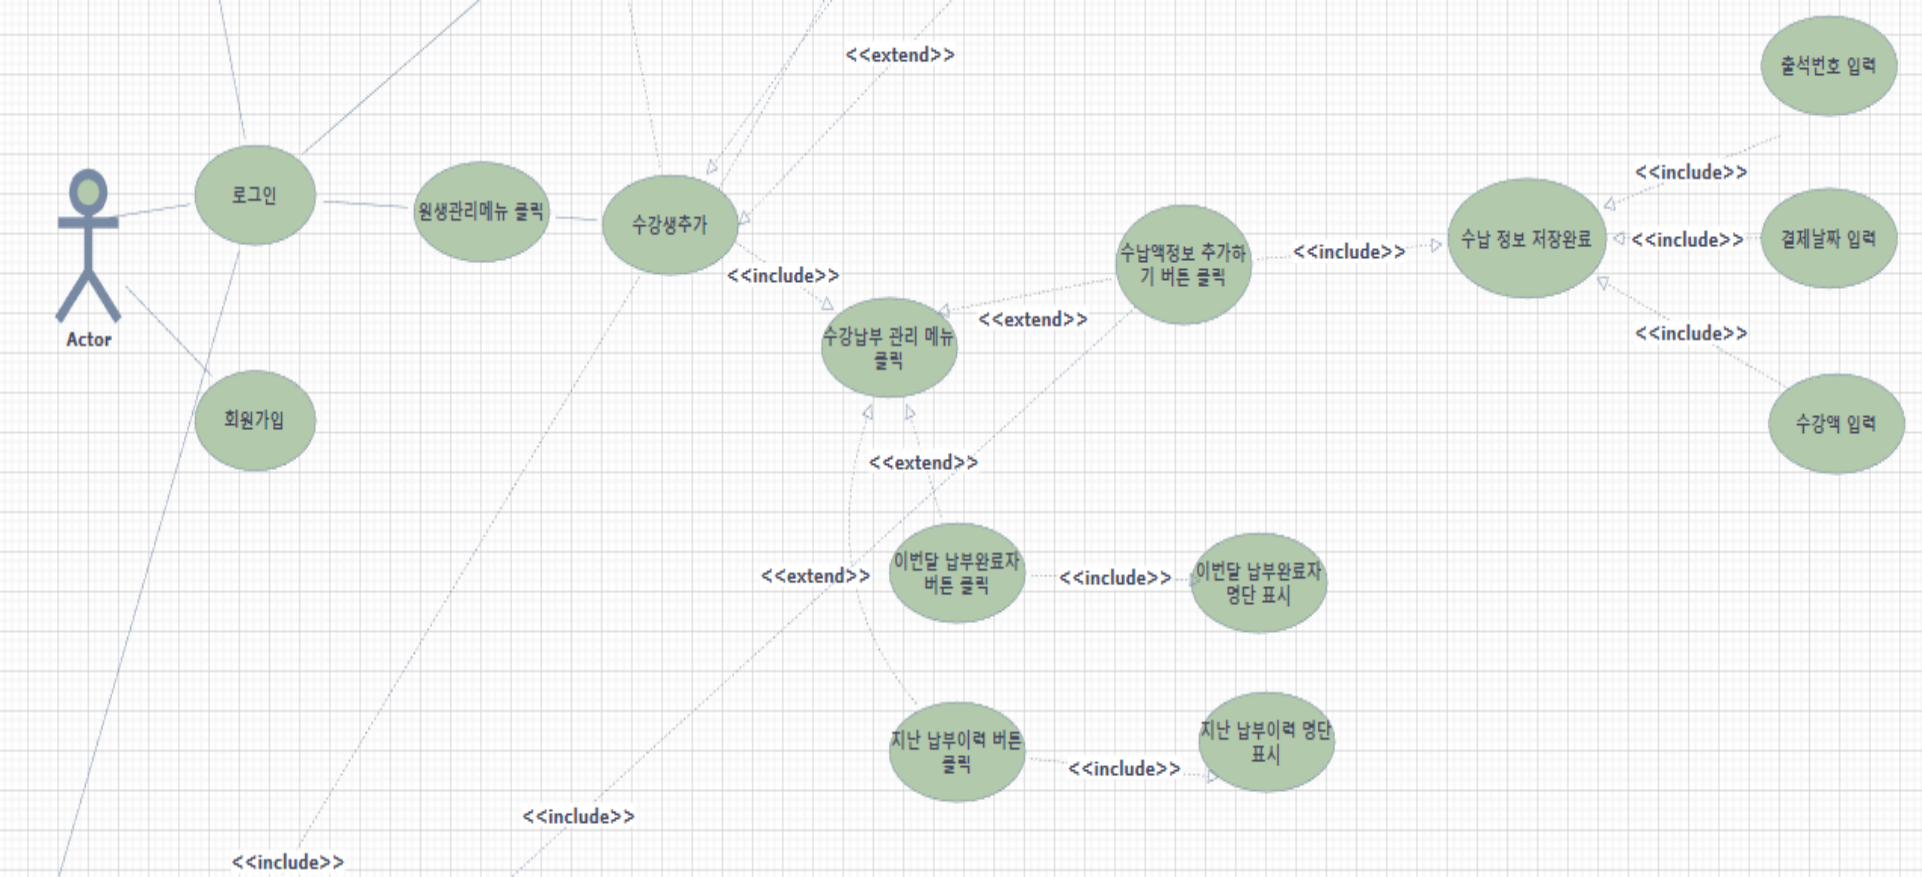 <<extend>>
출석번호 입력
<<include>>
로그인
원생관리메뉴 클릭
수강생추가
수납액정보 추가하
기 버튼 클릭
<<include>>
수납 정보 저장완료
<<include>>
결제날짜 입력
<<include>>
<<extend>>
Actor
수강납부 관리 메뉴
클릭
<<include>>
회원가입
수강액 입력
<<extend>>
이번달 납부완료자
버튼 클릭
<<extend>>
<<include>>
이번달 납부완료자
명단 표시
지난 납부이력 버튼
클릭
<<include>>
지난 납부이력 명단
표시
<<include>>
<<include>>